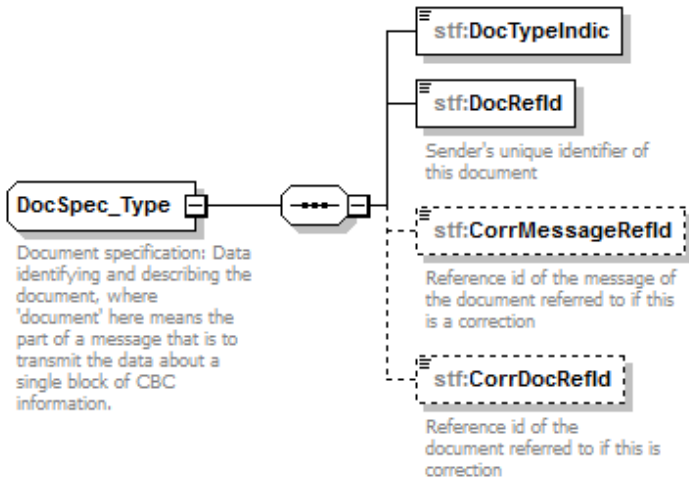 stf:DocTypeIndic
stf:DocRefId
Sender's unique identifier of
this document
DocSpec_Type
Document specification: Data
identifying and describing the
document, where
'document' here means the
part of a message that is to
transmit the data about a
single block of CBC
information.
stf:CorrMessageRefId
Reference id of the message of
the document referred to if this
is a correction
stf:CorrDocRefId
Reference id of the
document referred to if this is
correction